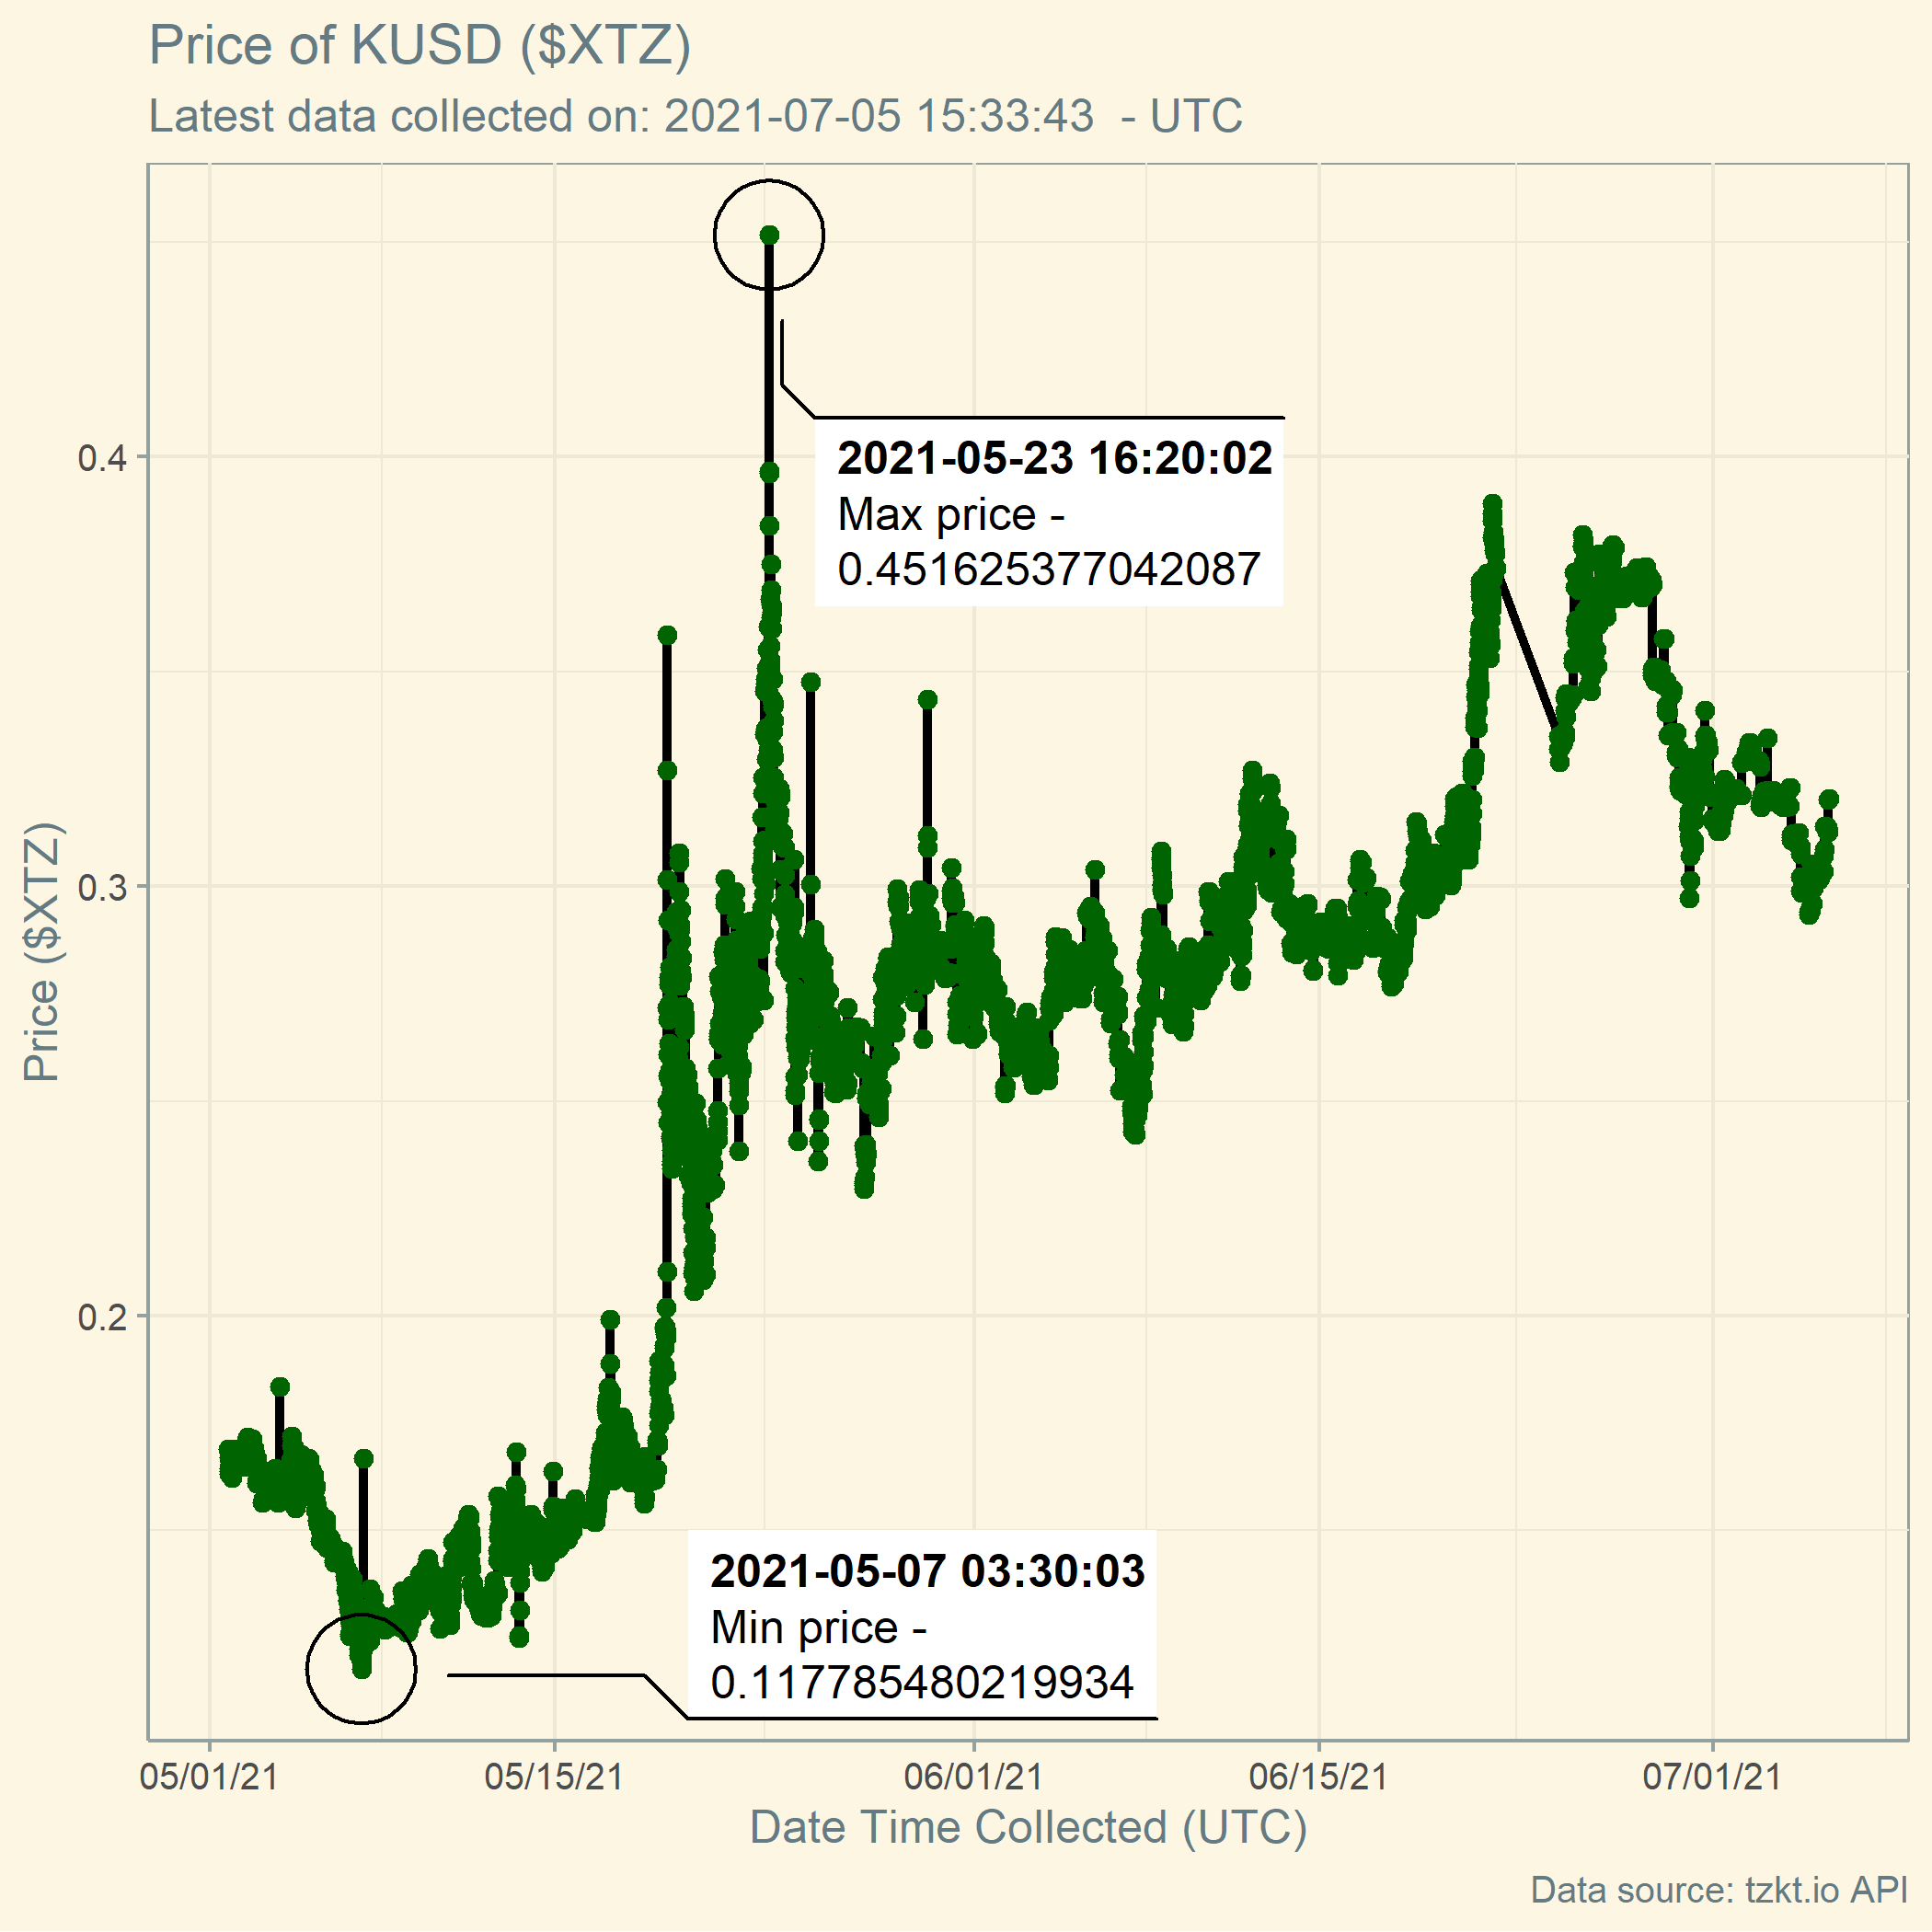 Price of KUSD ($XTZ)
Latest data collected on: 2021-07-05 15:33:43  - UTC
2021-05-23 16:20:02
Max price -
0.451625377042087
0.4
0.3
0.2
Price ($XTZ)
2021-05-07 03:30:03
Min price -
0.117785480219934
05/01/21
05/15/21
06/01/21
06/15/21
07/01/21
Date Time Collected (UTC)
Data source: tzkt.io API